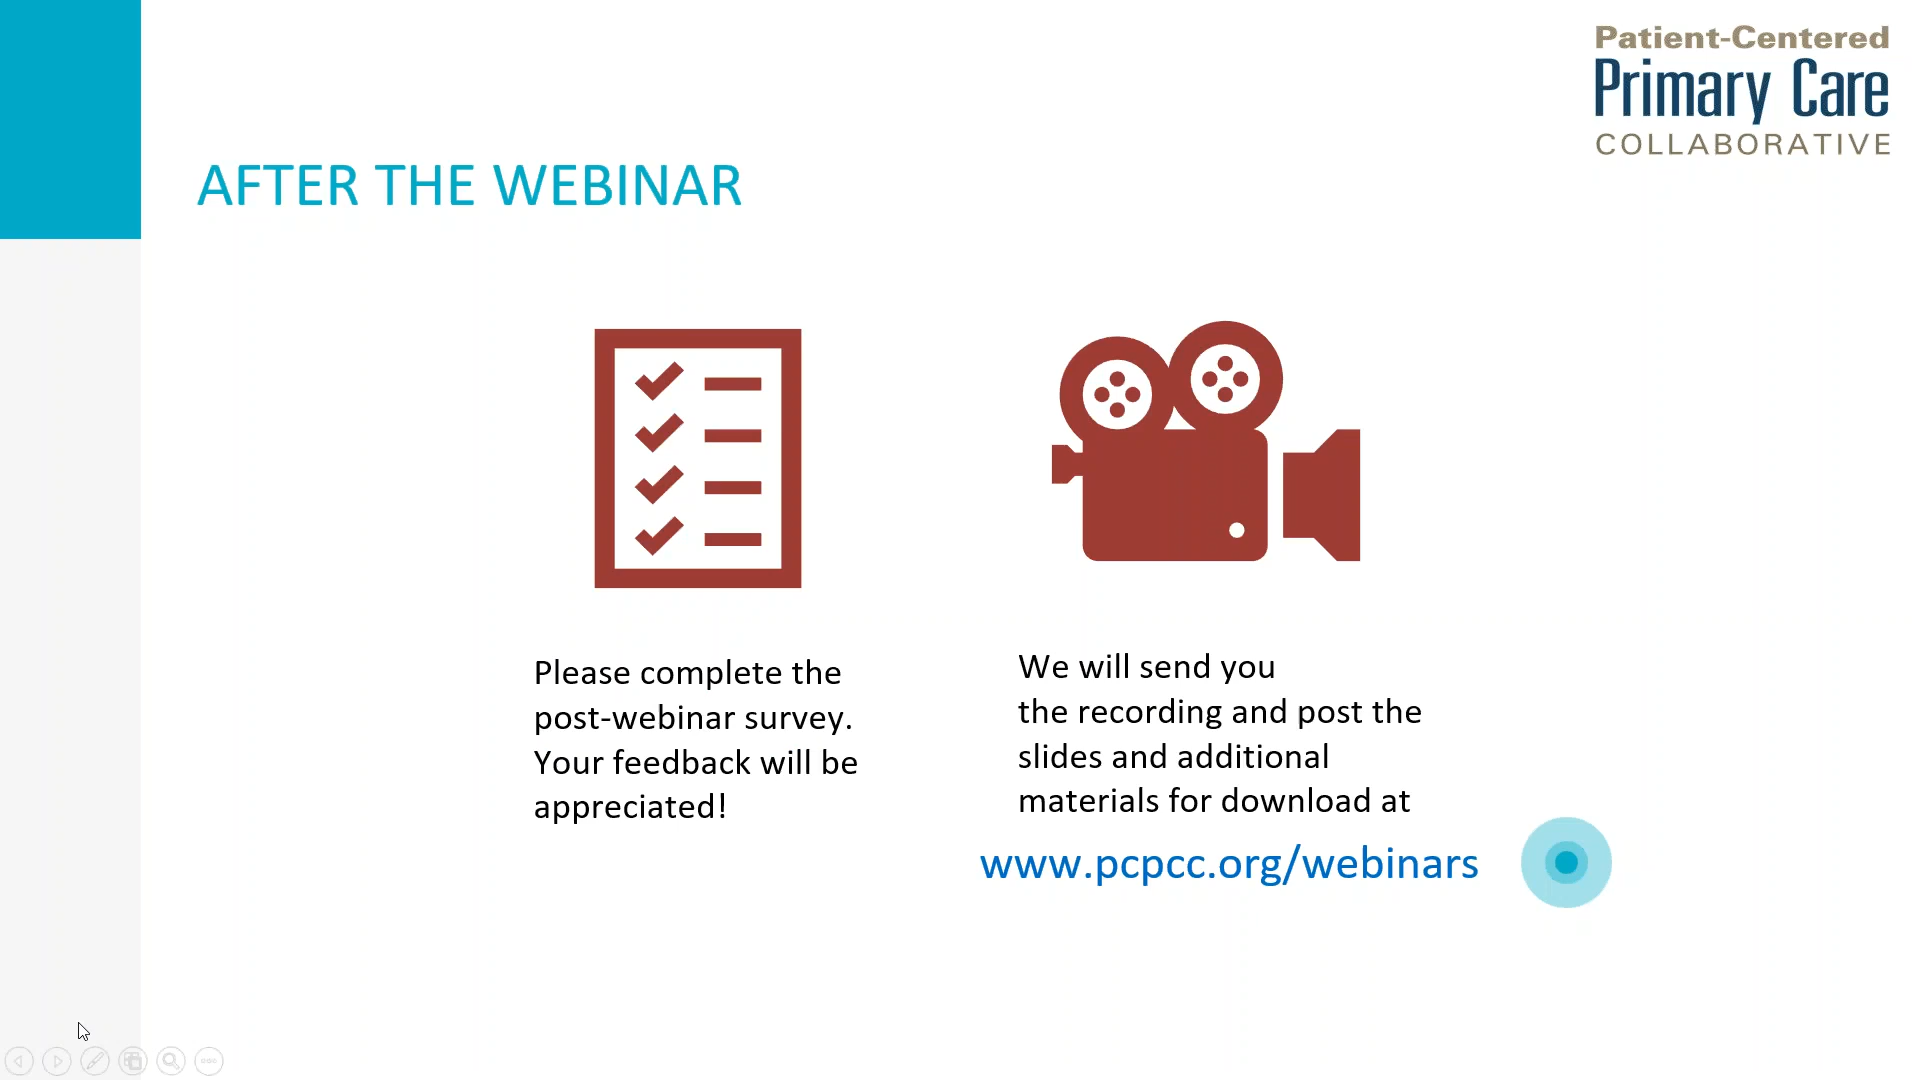 Patient-Centered
Primary Care
COLLABORATIVE
AFTER THE WEBINAR
Please complete the
post-webinar survey.
Your feedback will be
appreciated!
We will send you
the recording and post the
slides and additional
materials for download at
www.pcpcc.org/webinars